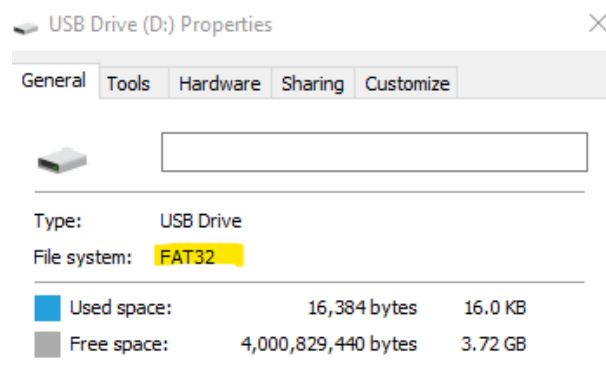 USB Drive (D:) Properties
General Tools Hardware Sharing Customize
Type: USB Drive
File system: FAT32
Used space: 16,384 bytes 16.0 KB
Free space: 4,000,829,440 bytes 3.72 GB